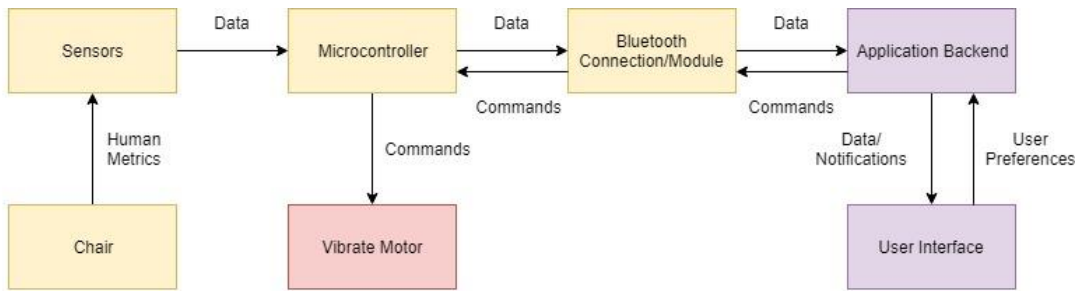 Data
Data
Data
Sensors
Microcontroller
Bluetooth
Connection/Module
Application Backend
Commands
Commands
Human
Metrics
Commands
Data/
Notifications
User
Preferences
Chair
Vibrate Motor
User Interface